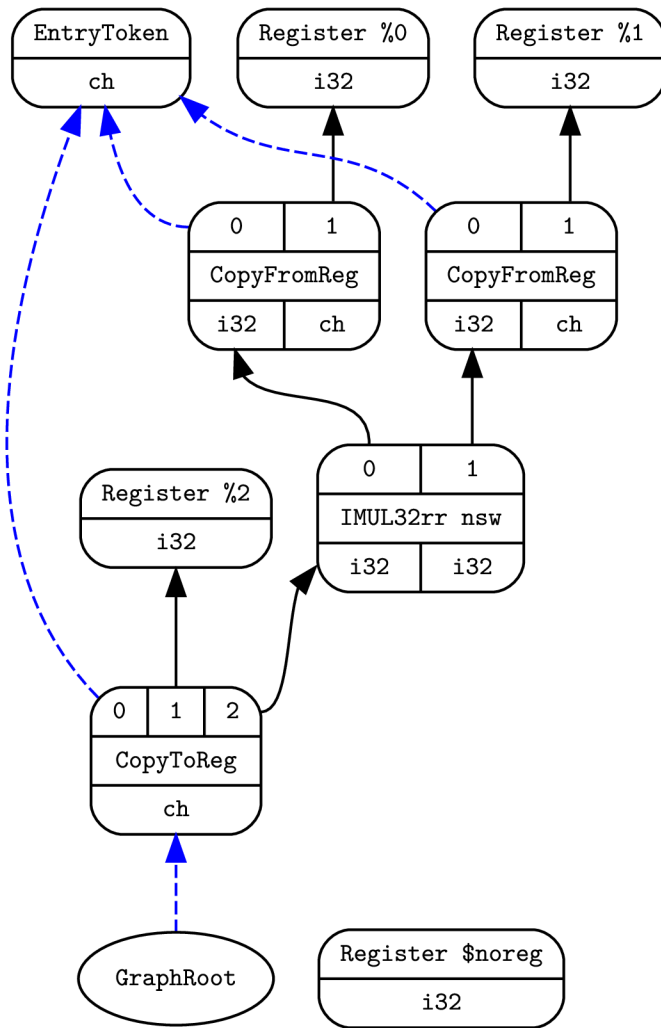 EntryToken
ch
Register %0
i32
Register %1
i32
0 1
CopyFromReg
i32 ch
0 1
CopyFromReg
i32 ch
0 1
IMUL32rr nsw
i32 i32
Register %2
i32
0 1 2
CopyToReg
ch
GraphRoot
Register $noreg
i32